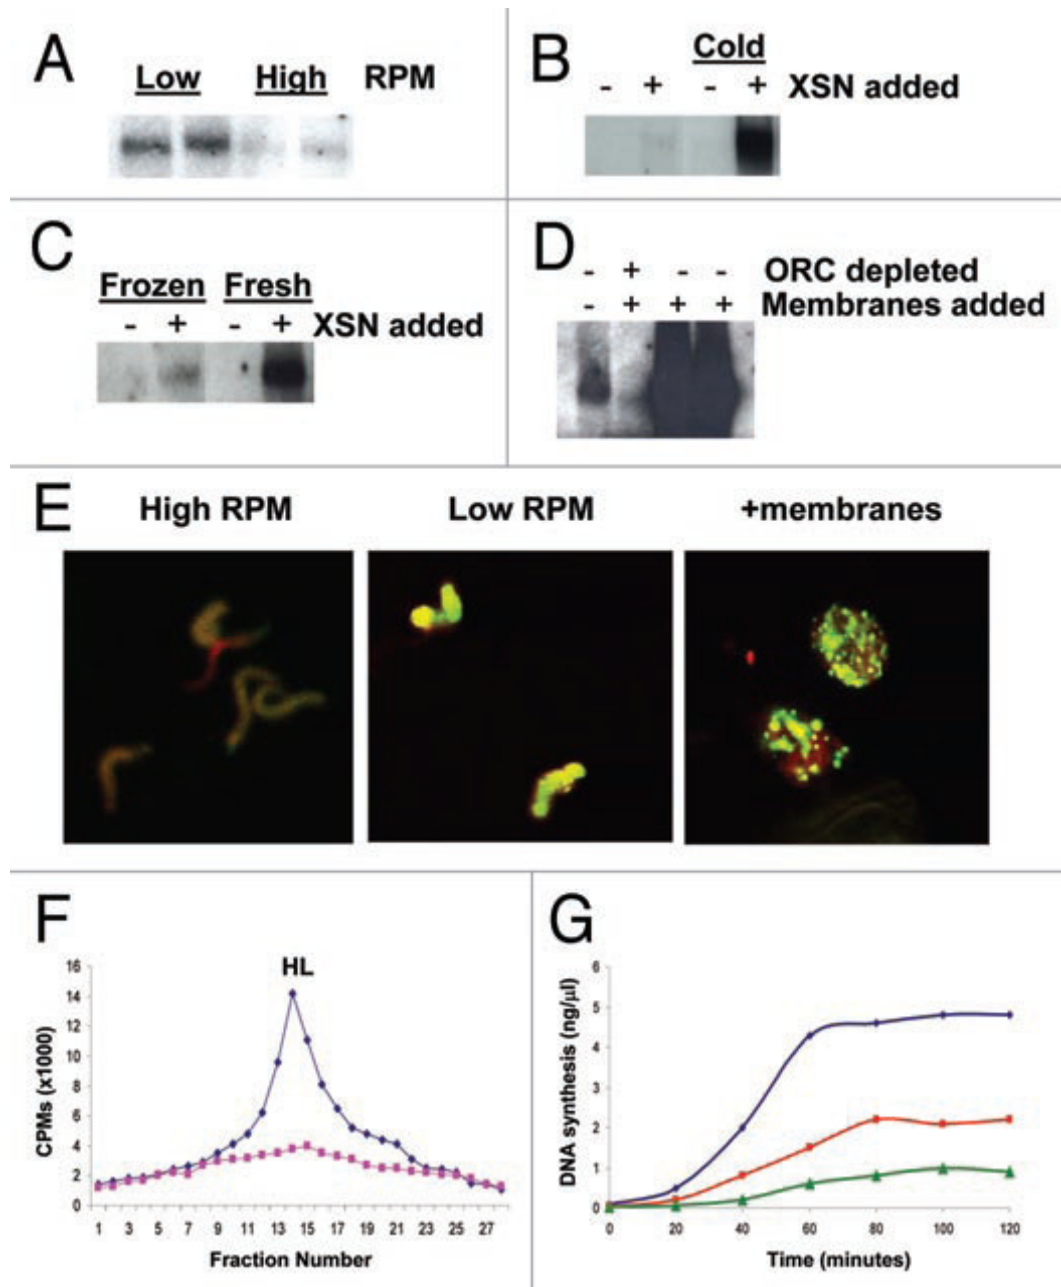 A
Low High RPM
B
Cold
- + - + XSN added
C
Frozen Fresh
- + - + XSN added
D
- + - - ORC depleted
- + + + Membranes added
E
High RPM Low RPM +membranes
F
HL
16
14
12
10
8
6
4
2
0
CPMs (x1000)
1 3 5 7 9 11 13 15 17 19 21 23 25 27
Fraction Number
G
6
5
4
3
2
1
0
DNA synthesis (ng/µl)
0 20 40 60 80 100 120
Time (minutes)